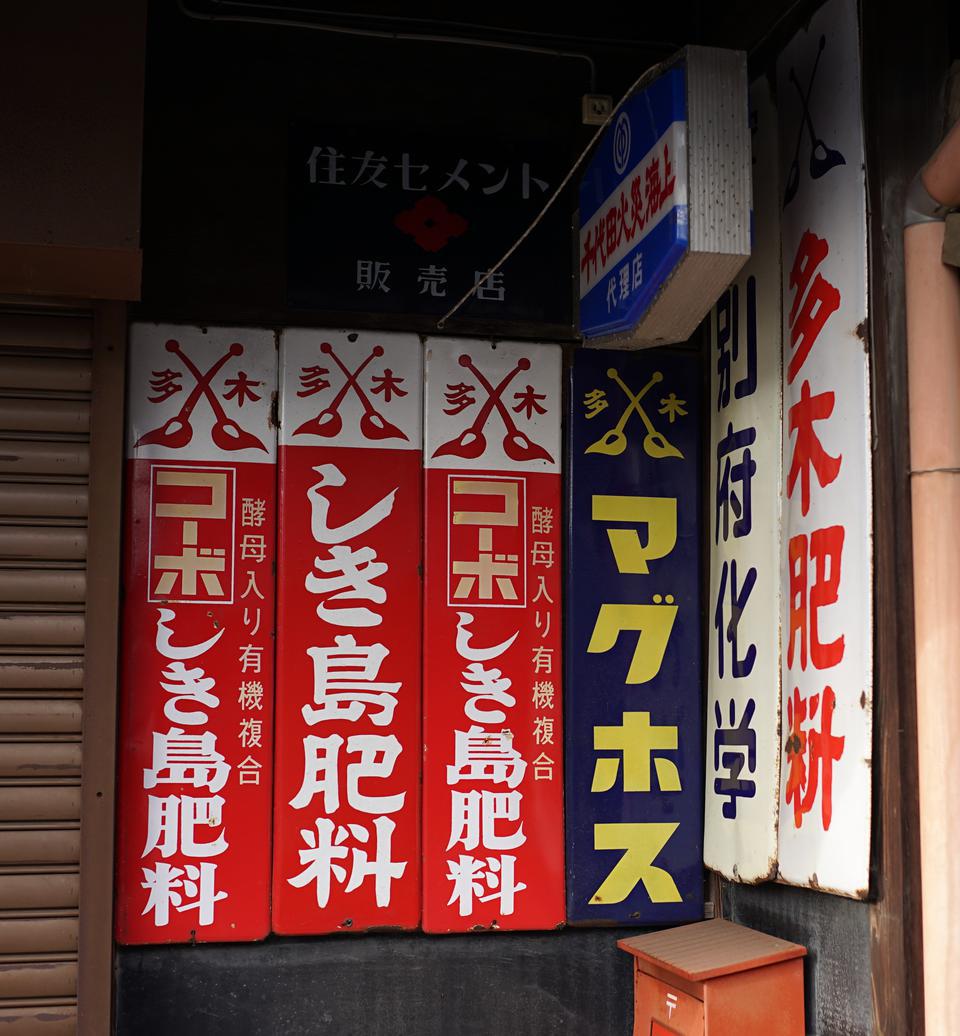 住友セメント
販売店
千代田火災海上
代理店
多木
コーボ
しき島肥料
酵母入り有機複合
多木
しき島肥料
多木
コーボ
しき島肥料
酵母入り有機複合
多木
マグホス
別府化学
多木肥料
〒